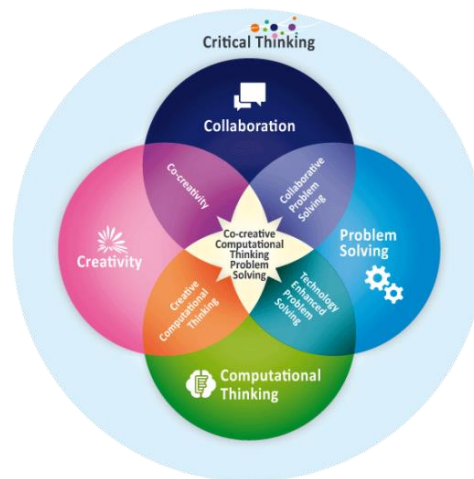 Critical Thinking
Collaboration
Co-creativity
Collaborative
Problem
Solving
Creativity
Co-creative
Computational
Thinking
Problem
Solving
Problem
Solving
Creative
Computational
Thinking
Technology
Enhanced
Problem
Solving
Computational
Thinking